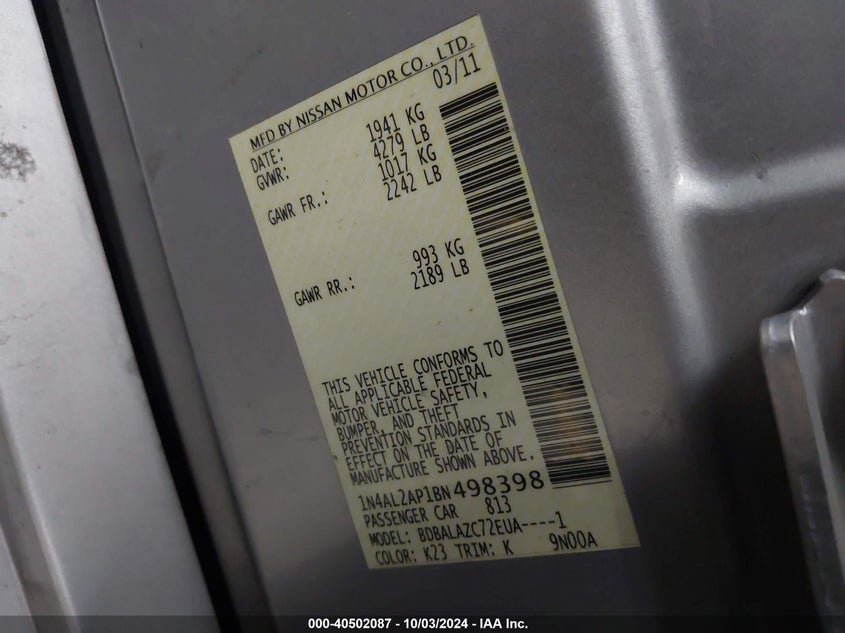 MFD BY NISSAN MOTOR CO., LTD.
DATE: 03/11
GVWR: 1941 KG
4279 LB
GAWR FR.: 1017 KG
2242 LB
GAWR RR.: 993 KG
2189 LB
THIS VEHICLE CONFORMS TO
ALL APPLICABLE FEDERAL
MOTOR VEHICLE SAFETY,
BUMPER, AND THEFT
PREVENTION STANDARDS IN
EFFECT ON THE DATE OF
MANUFACTURE SHOWN ABOVE.
1N4AL2AP1BN498398
PASSENGER CAR 813
MODEL: BDBALAZC72EUA----1
COLOR: K23 TRIM: K 9N00A
000-40502087 - 10/03/2024 - IAA Inc.